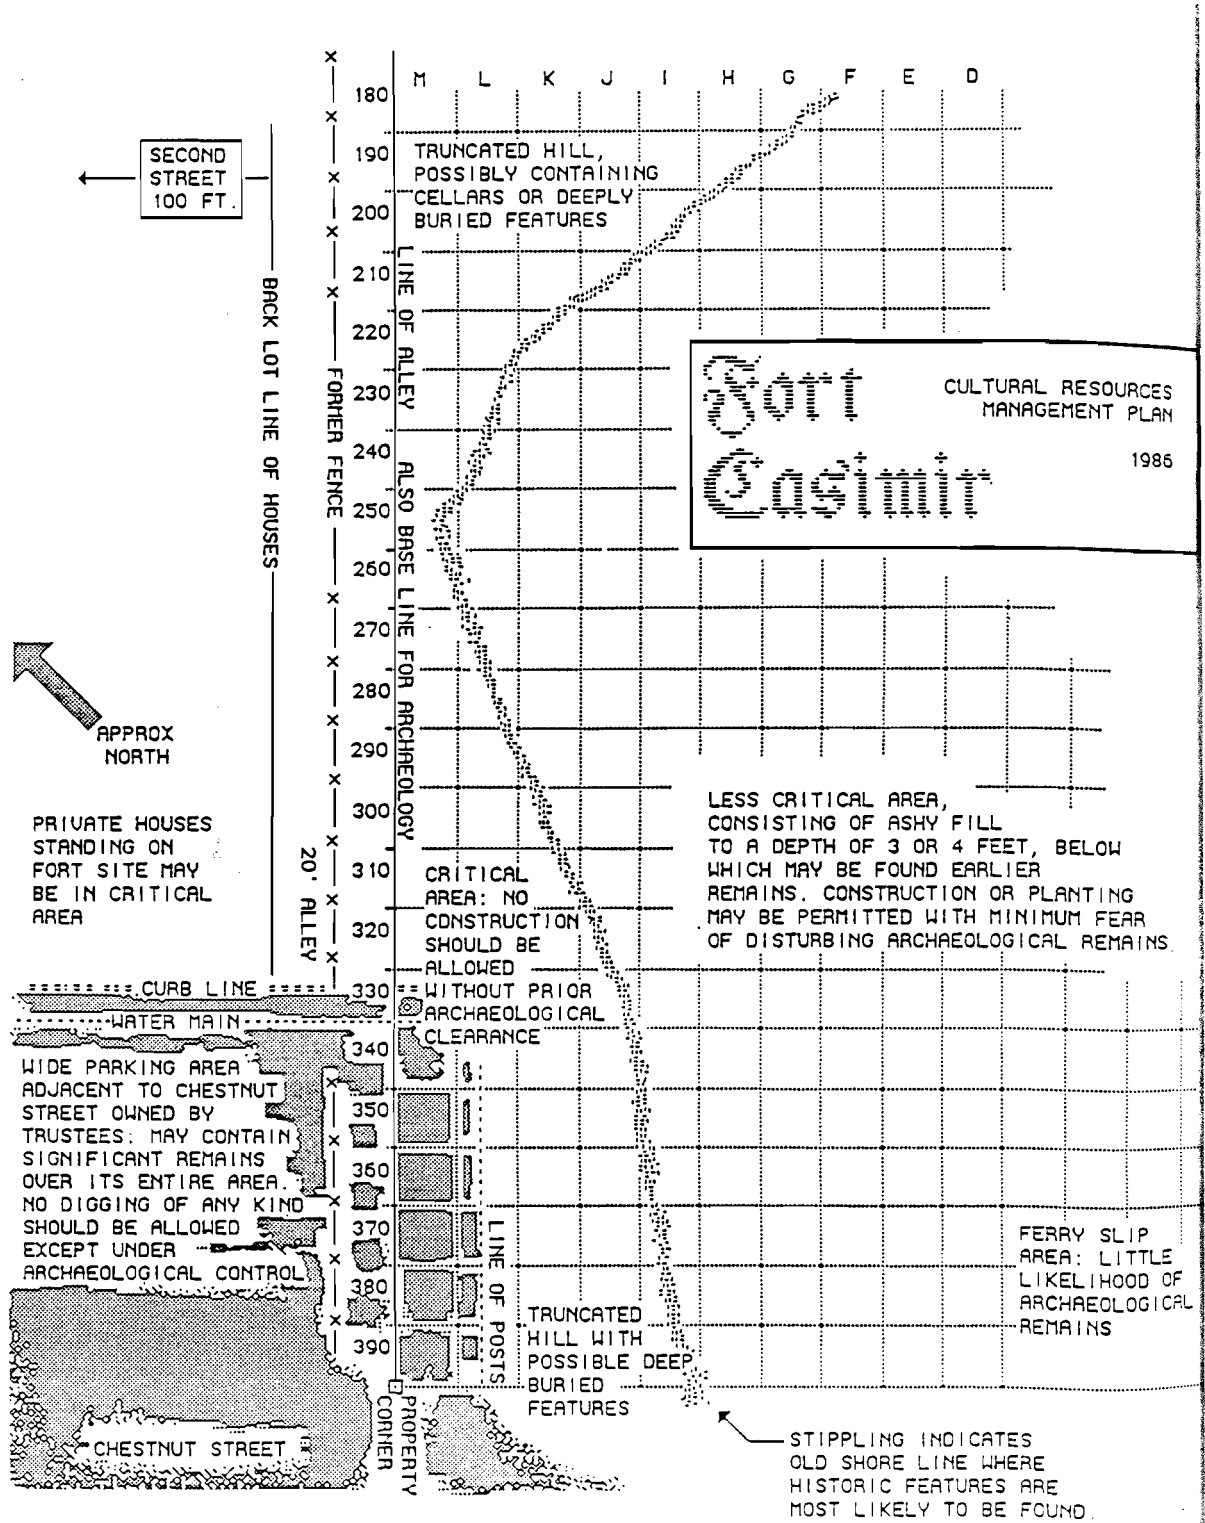 M L K J I H G F E D
180
190
200
210
220
230
240
250
260
270
280
290
300
310
320
330
340
350
360
370
380
390
SECOND
STREET
100 FT.
TRUNCATED HILL,
POSSIBLY CONTAINING
CELLARS OR DEEPLY
BURIED FEATURES
BACK LOT LINE OF HOUSES
FORMER FENCE
LINE OF ALLEY ALSO BASE LINE FOR ARCHAEOLOGY
Fort
Casimir
CULTURAL RESOURCES
MANAGEMENT PLAN
1986
APPROX
NORTH
PRIVATE HOUSES
STANDING ON
FORT SITE MAY
BE IN CRITICAL
AREA
20' ALLEY
CRITICAL
AREA: NO
CONSTRUCTION
SHOULD BE
ALLOWED
WITHOUT PRIOR
ARCHAEOLOGICAL
CLEARANCE
LESS CRITICAL AREA,
CONSISTING OF ASHY FILL
TO A DEPTH OF 3 OR 4 FEET, BELOW
WHICH MAY BE FOUND EARLIER
REMAINS. CONSTRUCTION OR PLANTING
MAY BE PERMITTED WITH MINIMUM FEAR
OF DISTURBING ARCHAEOLOGICAL REMAINS.
CURB LINE
WATER MAIN
WIDE PARKING AREA
ADJACENT TO CHESTNUT
STREET OWNED BY
TRUSTEES: MAY CONTAIN
SIGNIFICANT REMAINS
OVER ITS ENTIRE AREA.
NO DIGGING OF ANY KIND
SHOULD BE ALLOWED
EXCEPT UNDER
ARCHAEOLOGICAL CONTROL
LINE OF POSTS
TRUNCATED
HILL WITH
POSSIBLE DEEP
BURIED
FEATURES
FERRY SLIP
AREA: LITTLE
LIKELIHOOD OF
ARCHAEOLOGICAL
REMAINS
PROPERTY
CORNER
CHESTNUT STREET
STIPPLING INDICATES
OLD SHORE LINE WHERE
HISTORIC FEATURES ARE
MOST LIKELY TO BE FOUND.